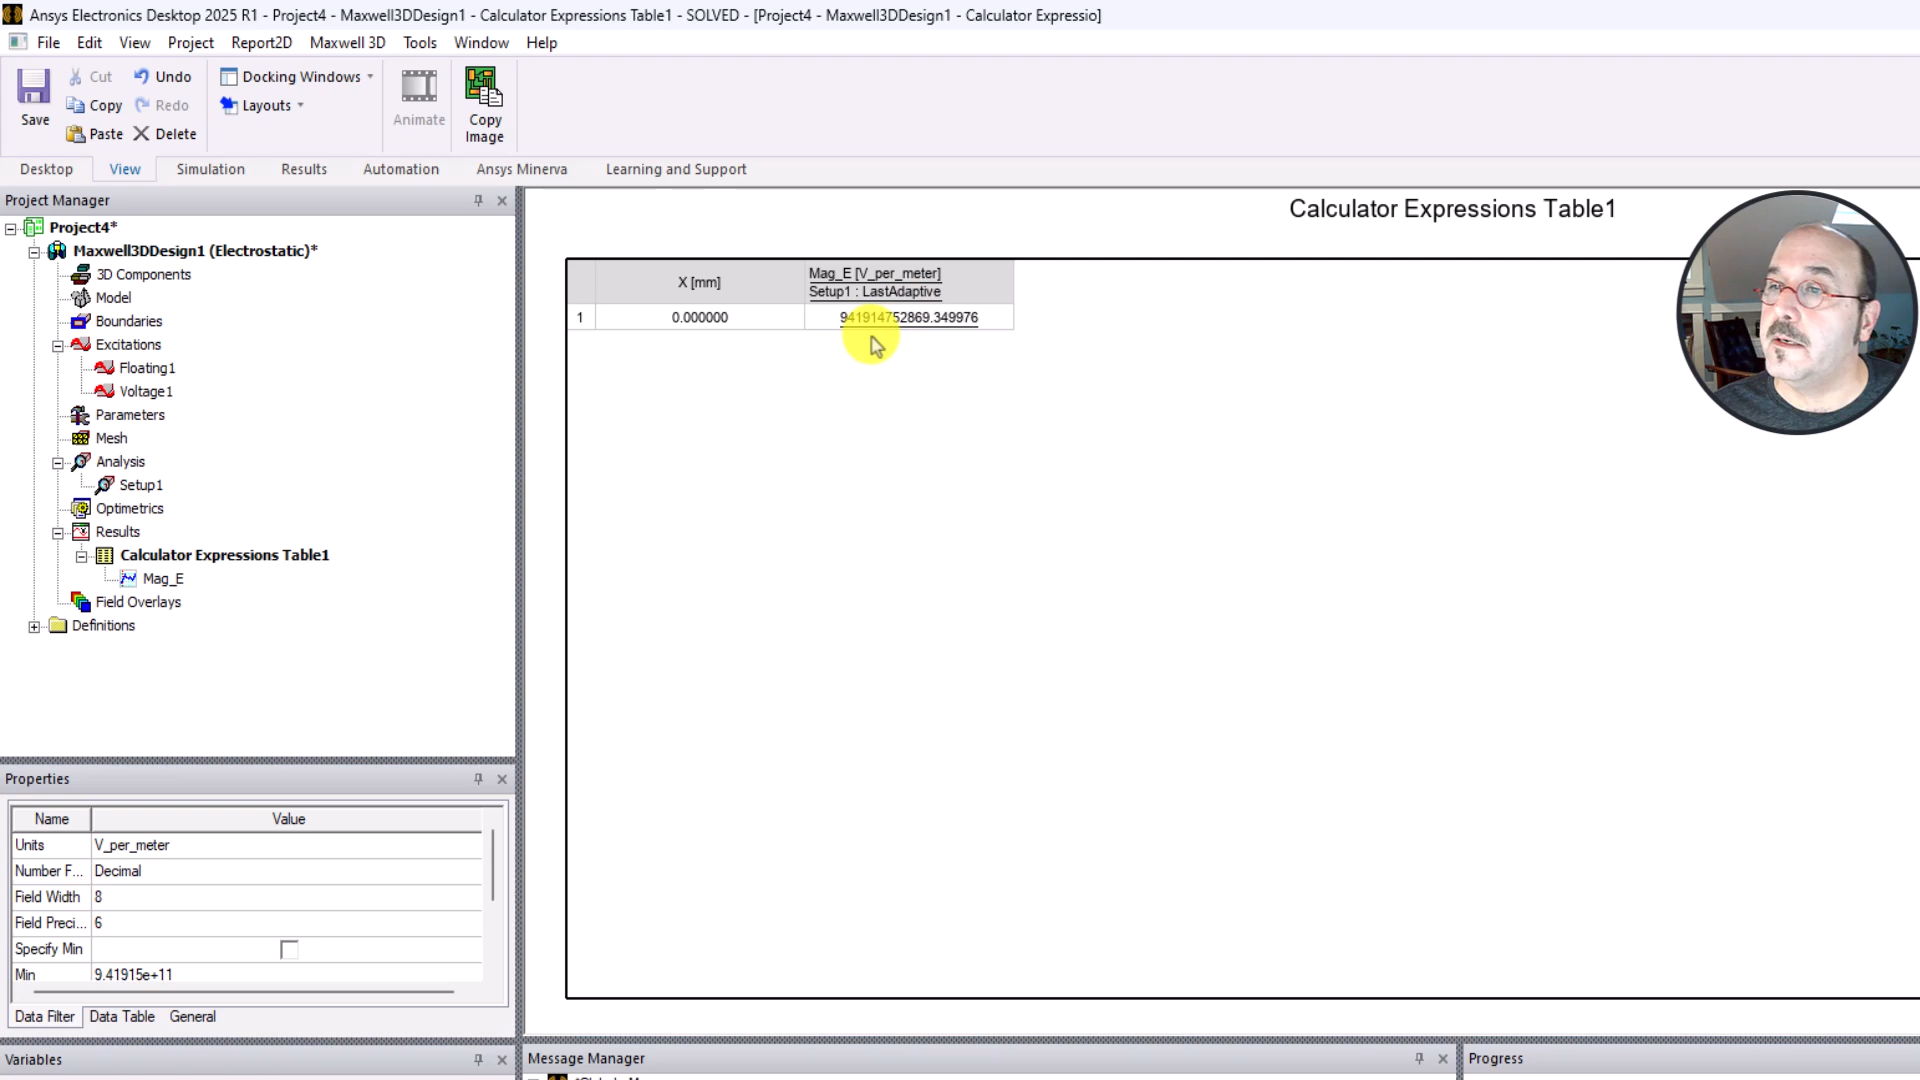 Ansys Electronics Desktop 2025 R1 - Project4 - Maxwell3DDesign1 - Calculator Expressions Table1 - SOLVED - [Project4 - Maxwell3DDesign1 - Calculator Expressio]
File Edit View Project Report2D Maxwell 3D Tools Window Help
Save
Cut
Undo
Copy
Redo
Paste
Delete
Docking Windows
Layouts
Animate
Copy
Image
Desktop View Simulation Results Automation Ansys Minerva Learning and Support
Project Manager
Project4*
Maxwell3DDesign1 (Electrostatic)*
3D Components
Model
Boundaries
Excitations
Floating1
Voltage1
Parameters
Mesh
Analysis
Setup1
Optimetrics
Results
Calculator Expressions Table1
Mag_E
Field Overlays
Definitions
Calculator Expressions Table1
X [mm]
Mag_E [V_per_meter]
Setup1 : LastAdaptive
1 0.000000 941914752869.349976
Properties
Name Value
Units V_per_meter
Number F... Decimal
Field Width 8
Field Preci... 6
Specify Min
Min 9.41915e+11
Data Filter Data Table General
Variables
Message Manager
Progress